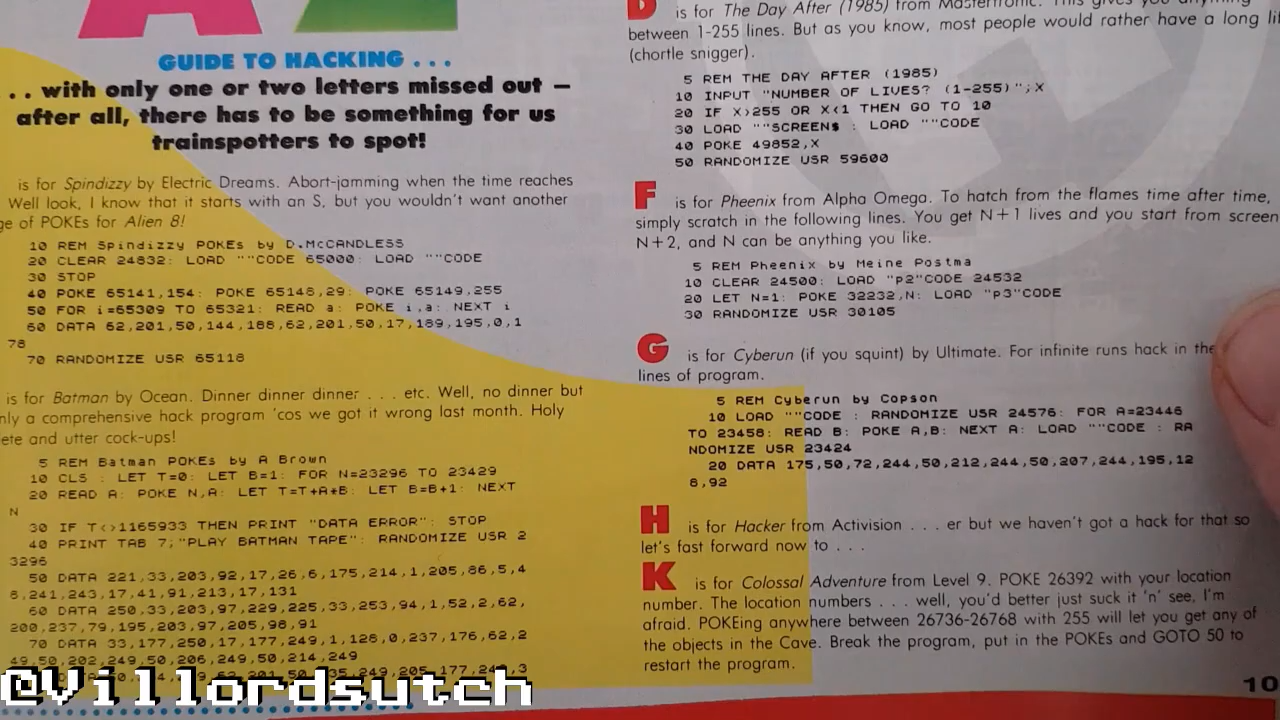 GUIDE TO HACKING . . .
. . with only one or two letters missed out —
after all, there has to be something for us
trainspotters to spot!
is for Spindizzy by Electric Dreams. Abort-jamming when the time reaches
Well look, I know that it starts with an S, but you wouldn't want another
ge of POKEs for Alien 8!
10 REM Spindizzy POKEs by D.McCANDLESS
20 CLEAR 24832: LOAD ""CODE 65000: LOAD ""CODE
30 STOP
40 POKE 65141,154: POKE 65148,29: POKE 65149,255
50 FOR i=65309 TO 65321: READ a: POKE i,a: NEXT i
60 DATA 62,201,50,144,188,62,201,50,17,189,195,0,1
78
70 RANDOMIZE USR 65118
is for Batman by Ocean. Dinner dinner dinner . . . etc. Well, no dinner but
nly a comprehensive hack program 'cos we got it wrong last month. Holy
ete and utter cock-ups!
5 REM Batman POKEs by A Brown
10 CLS : LET T=0: LET B=1: FOR N=23296 TO 23429
20 READ A: POKE N,A: LET T=T+A*B: LET B=B+1: NEXT
N
30 IF T<>1165933 THEN PRINT "DATA ERROR": STOP
40 PRINT TAB 7;"PLAY BATMAN TAPE": RANDOMIZE USR 2
3296
50 DATA 221,33,203,92,17,26,6,175,214,1,205,86,5,4
8,241,243,17,41,91,213,17,131
60 DATA 250,33,203,97,229,225,33,253,94,1,52,2,62,
200,237,79,195,203,97,205,98,91
70 DATA 33,177,250,17,177,249,1,128,0,237,176,62,2
49,50,202,249,50,206,249,50,214,249
@Villordsutch
D is for The Day After (1985) from Mastertronic. This gives you anything
between 1-255 lines. But as you know, most people would rather have a long li
(chortle snigger).
5 REM THE DAY AFTER (1985)
10 INPUT "NUMBER OF LIVES? (1-255)";X
20 IF X>255 OR X<1 THEN GO TO 10
30 LOAD ""SCREEN$ : LOAD ""CODE
40 POKE 49852,X
50 RANDOMIZE USR 59600
F is for Pheenix from Alpha Omega. To hatch from the flames time after time,
simply scratch in the following lines. You get N+1 lives and you start from screen
N+2, and N can be anything you like.
5 REM Pheenix by Meine Postma
10 CLEAR 24500: LOAD "p2"CODE 24532
20 LET N=1: POKE 32232,N: LOAD "p3"CODE
30 RANDOMIZE USR 30105
G is for Cyberun (if you squint) by Ultimate. For infinite runs hack in the
lines of program.
5 REM Cyberun by Copson
10 LOAD ""CODE : RANDOMIZE USR 24576: FOR A=23446
TO 23458: READ B: POKE A,B: NEXT A: LOAD ""CODE : RA
NDOMIZE USR 23424
20 DATA 175,50,72,244,50,212,244,50,207,244,195,12
8,92
H is for Hacker from Activision . . . er but we haven't got a hack for that so
let's fast forward now to . . .
K is for Colossal Adventure from Level 9. POKE 26392 with your location
number. The location numbers . . . well, you'd better just suck it 'n' see, I'm
afraid. POKEing anywhere between 26736-26768 with 255 will let you get any of
the objects in the Cave. Break the program, put in the POKEs and GOTO 50 to
restart the program.
10